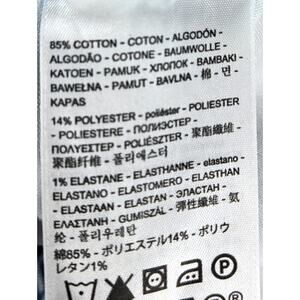 85% COTTON - COTON - ALGODÓN -
ALGODÃO - COTONE - BAUMWOLLE -
KATOEN - PAMUK - ХЛОПОК - BAMBAKI -
BAWEŁNA - PAMUT - BAVLNA - 棉 - 면 -
KAPAS
14% POLYESTER - poliéster - POLIESTER
- POLIESTERE - ПОЛИЭСТЕР -
ΠΟΛΥΕΣΤΕΡ - POLIÉSZTER - 聚酯纖維 -
聚酯纤维 - 폴리에스터
1% ELASTANE - ELASTHANNE - elastano -
ELASTANO - ELASTOMERO - ELASTHAN
- ELASTAAN - ELASTAN - ЭЛАСТАН -
ΕΛΑΣΤΑΝΗ - GUMISZÁL - 弾性纖維 - 氨
纶 - 폴리우레탄
綿85% - ポリエステル14% - ポリウ
レタン1%
P